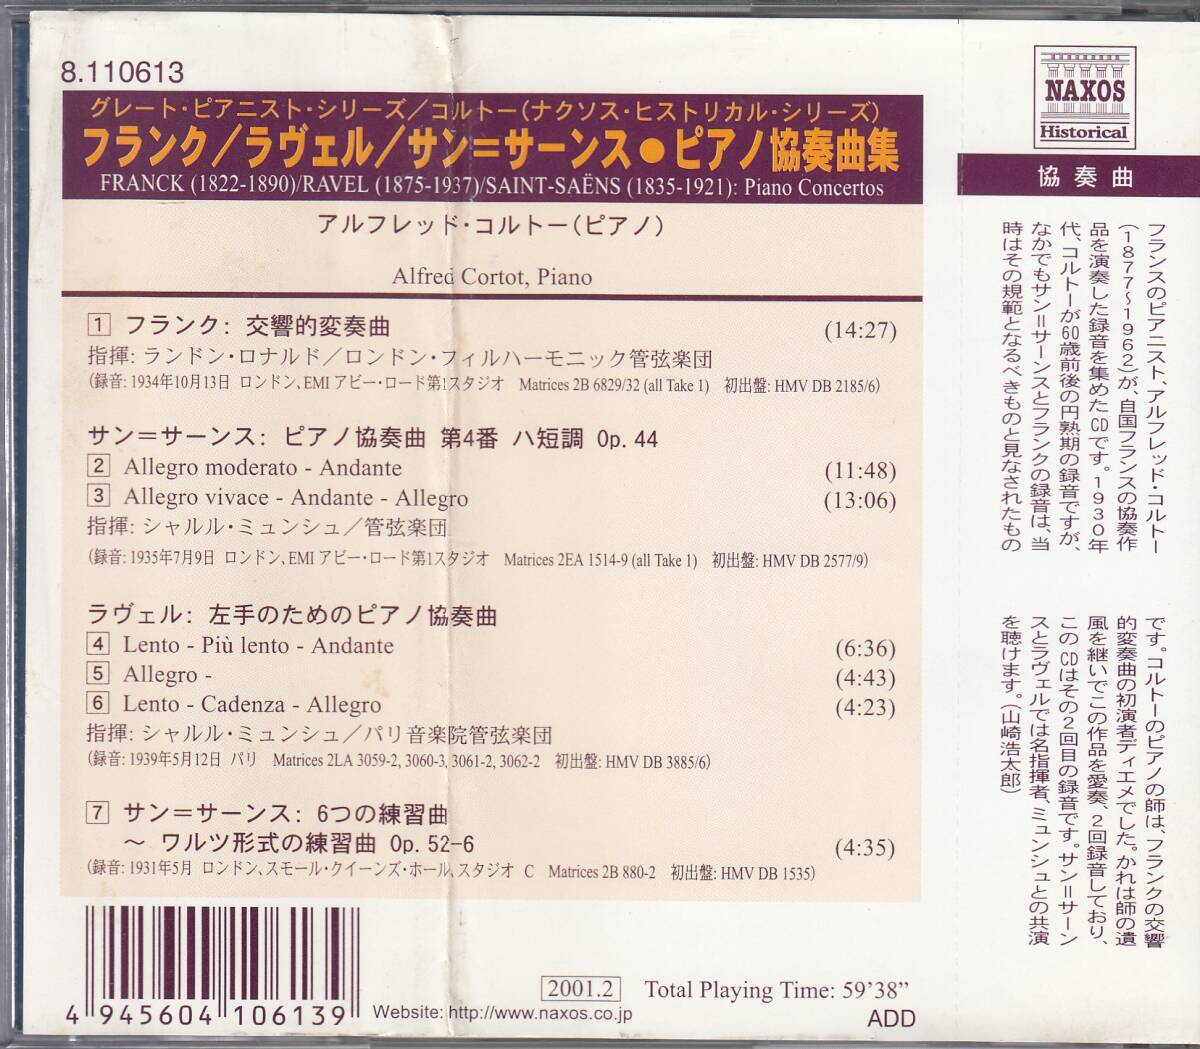 8.110613
グレート・ピアニスト・シリーズ／コルトー(ナクソス・ヒストリカル・シリーズ)
フランク／ラヴェル／サン=サーンス●ピアノ協奏曲集
FRANCK (1822-1890)/RAVEL (1875-1937)/SAINT-SAËNS (1835-1921): Piano Concertos
アルフレッド・コルトー(ピアノ)
Alfred Cortot, Piano
1 フランク: 交響的変奏曲 (14:27)
指揮: ランドン・ロナルド／ロンドン・フィルハーモニック管弦楽団
(録音: 1934年10月13日 ロンドン、EMI アビー・ロード第1スタジオ Matrices 2B 6829/32 (all Take 1) 初出盤: HMV DB 2185/6)
サン＝サーンス: ピアノ協奏曲 第4番 ハ短調 Op.44
2 Allegro moderato - Andante (11:48)
3 Allegro vivace - Andante - Allegro (13:06)
指揮: シャルル・ミュンシュ／管弦楽団
(録音: 1935年7月9日 ロンドン、EMI アビー・ロード第1スタジオ Matrices 2EA 1514-9 (all Take 1) 初出盤: HMV DB 2577/9)
ラヴェル: 左手のためのピアノ協奏曲
4 Lento - Più lento - Andante (6:36)
5 Allegro - (4:43)
6 Lento - Cadenza - Allegro (4:23)
指揮: シャルル・ミュンシュ／パリ音楽院管弦楽団
(録音: 1939年5月12日 パリ Matrices 2LA 3059-2, 3060-3, 3061-2, 3062-2 初出盤: HMV DB 3885/6)
7 サン＝サーンス: 6つの練習曲
～ ワルツ形式の練習曲 Op.52-6 (4:35)
(録音: 1931年5月 ロンドン、スモール・クイーンズ・ホール、スタジオ C Matrices 2B 880-2 初出盤: HMV DB 1535)
4 945604 106139
2001.2 Total Playing Time: 59'38”
Website: http://www.naxos.co.jp
ADD
NAXOS
Historical
協奏曲
フランスのピアニスト、アルフレッド・コルトー
(1877～1962)が、自国フランスの協奏作
品を演奏した録音を集めたCDです。1930年
代、コルトーが60歳前後の円熟期の録音ですが、
なかでもサン＝サーンスとフランクの録音は、当
時はその規範となるべきものと見なされたもの
です。コルトーのピアノの師は、フランクの交響
的変奏曲の初演者ディエメでした。かれは師の遺
風を継いでこの作品を愛奏、2回録音しており、
このCDはその2回目の録音です。サン＝サーン
スとラヴェルでは名指揮者、ミュンシュとの共演
を聴けます。(山崎浩太郎)